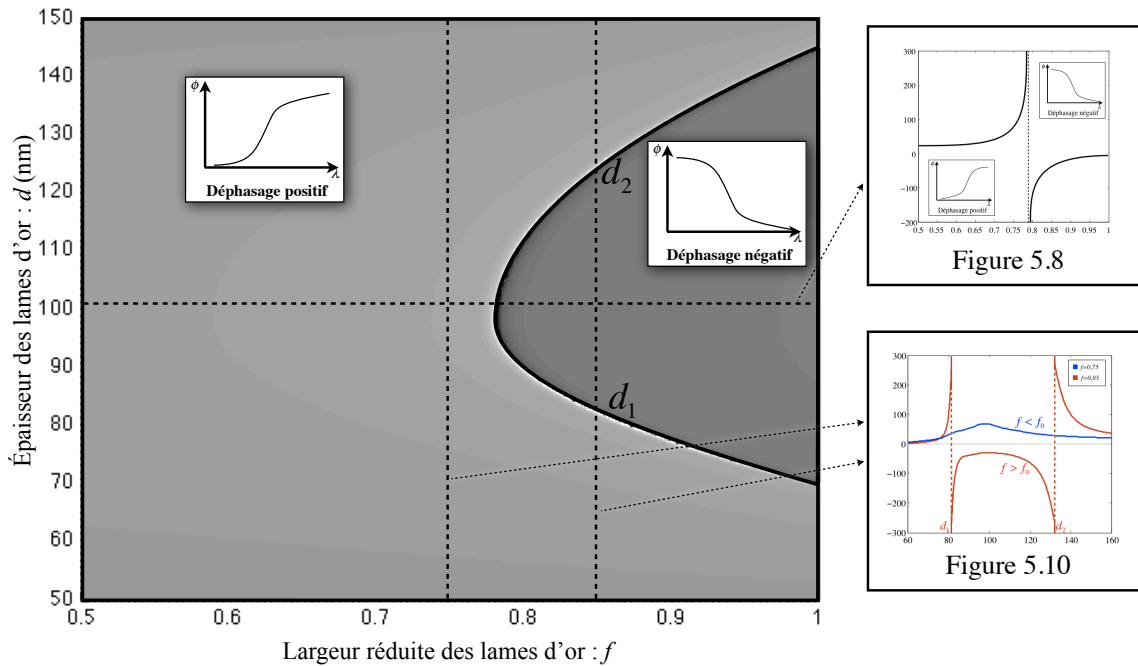 150
140
130
120
110
100
90
80
70
60
50
0.5
0.6
0.7
0.8
0.9
1
Épaisseur des lames d'or : d (nm)
Largeur réduite des lames d'or : f
ϕ
λ
Déphasage positif
ϕ
λ
Déphasage négatif
d2
d1
300
200
100
0
−100
−200
0.5
0.55
0.6
0.65
0.7
0.75
0.8
0.85
0.9
0.95
1
ϕ
λ
Déphasage négatif
ϕ
λ
Déphasage positif
Figure 5.8
300
200
100
0
−100
−200
−300
60
80
100
120
140
160
f=0,75
f=0,85
f < f0
f > f0
d1
d2
Figure 5.10